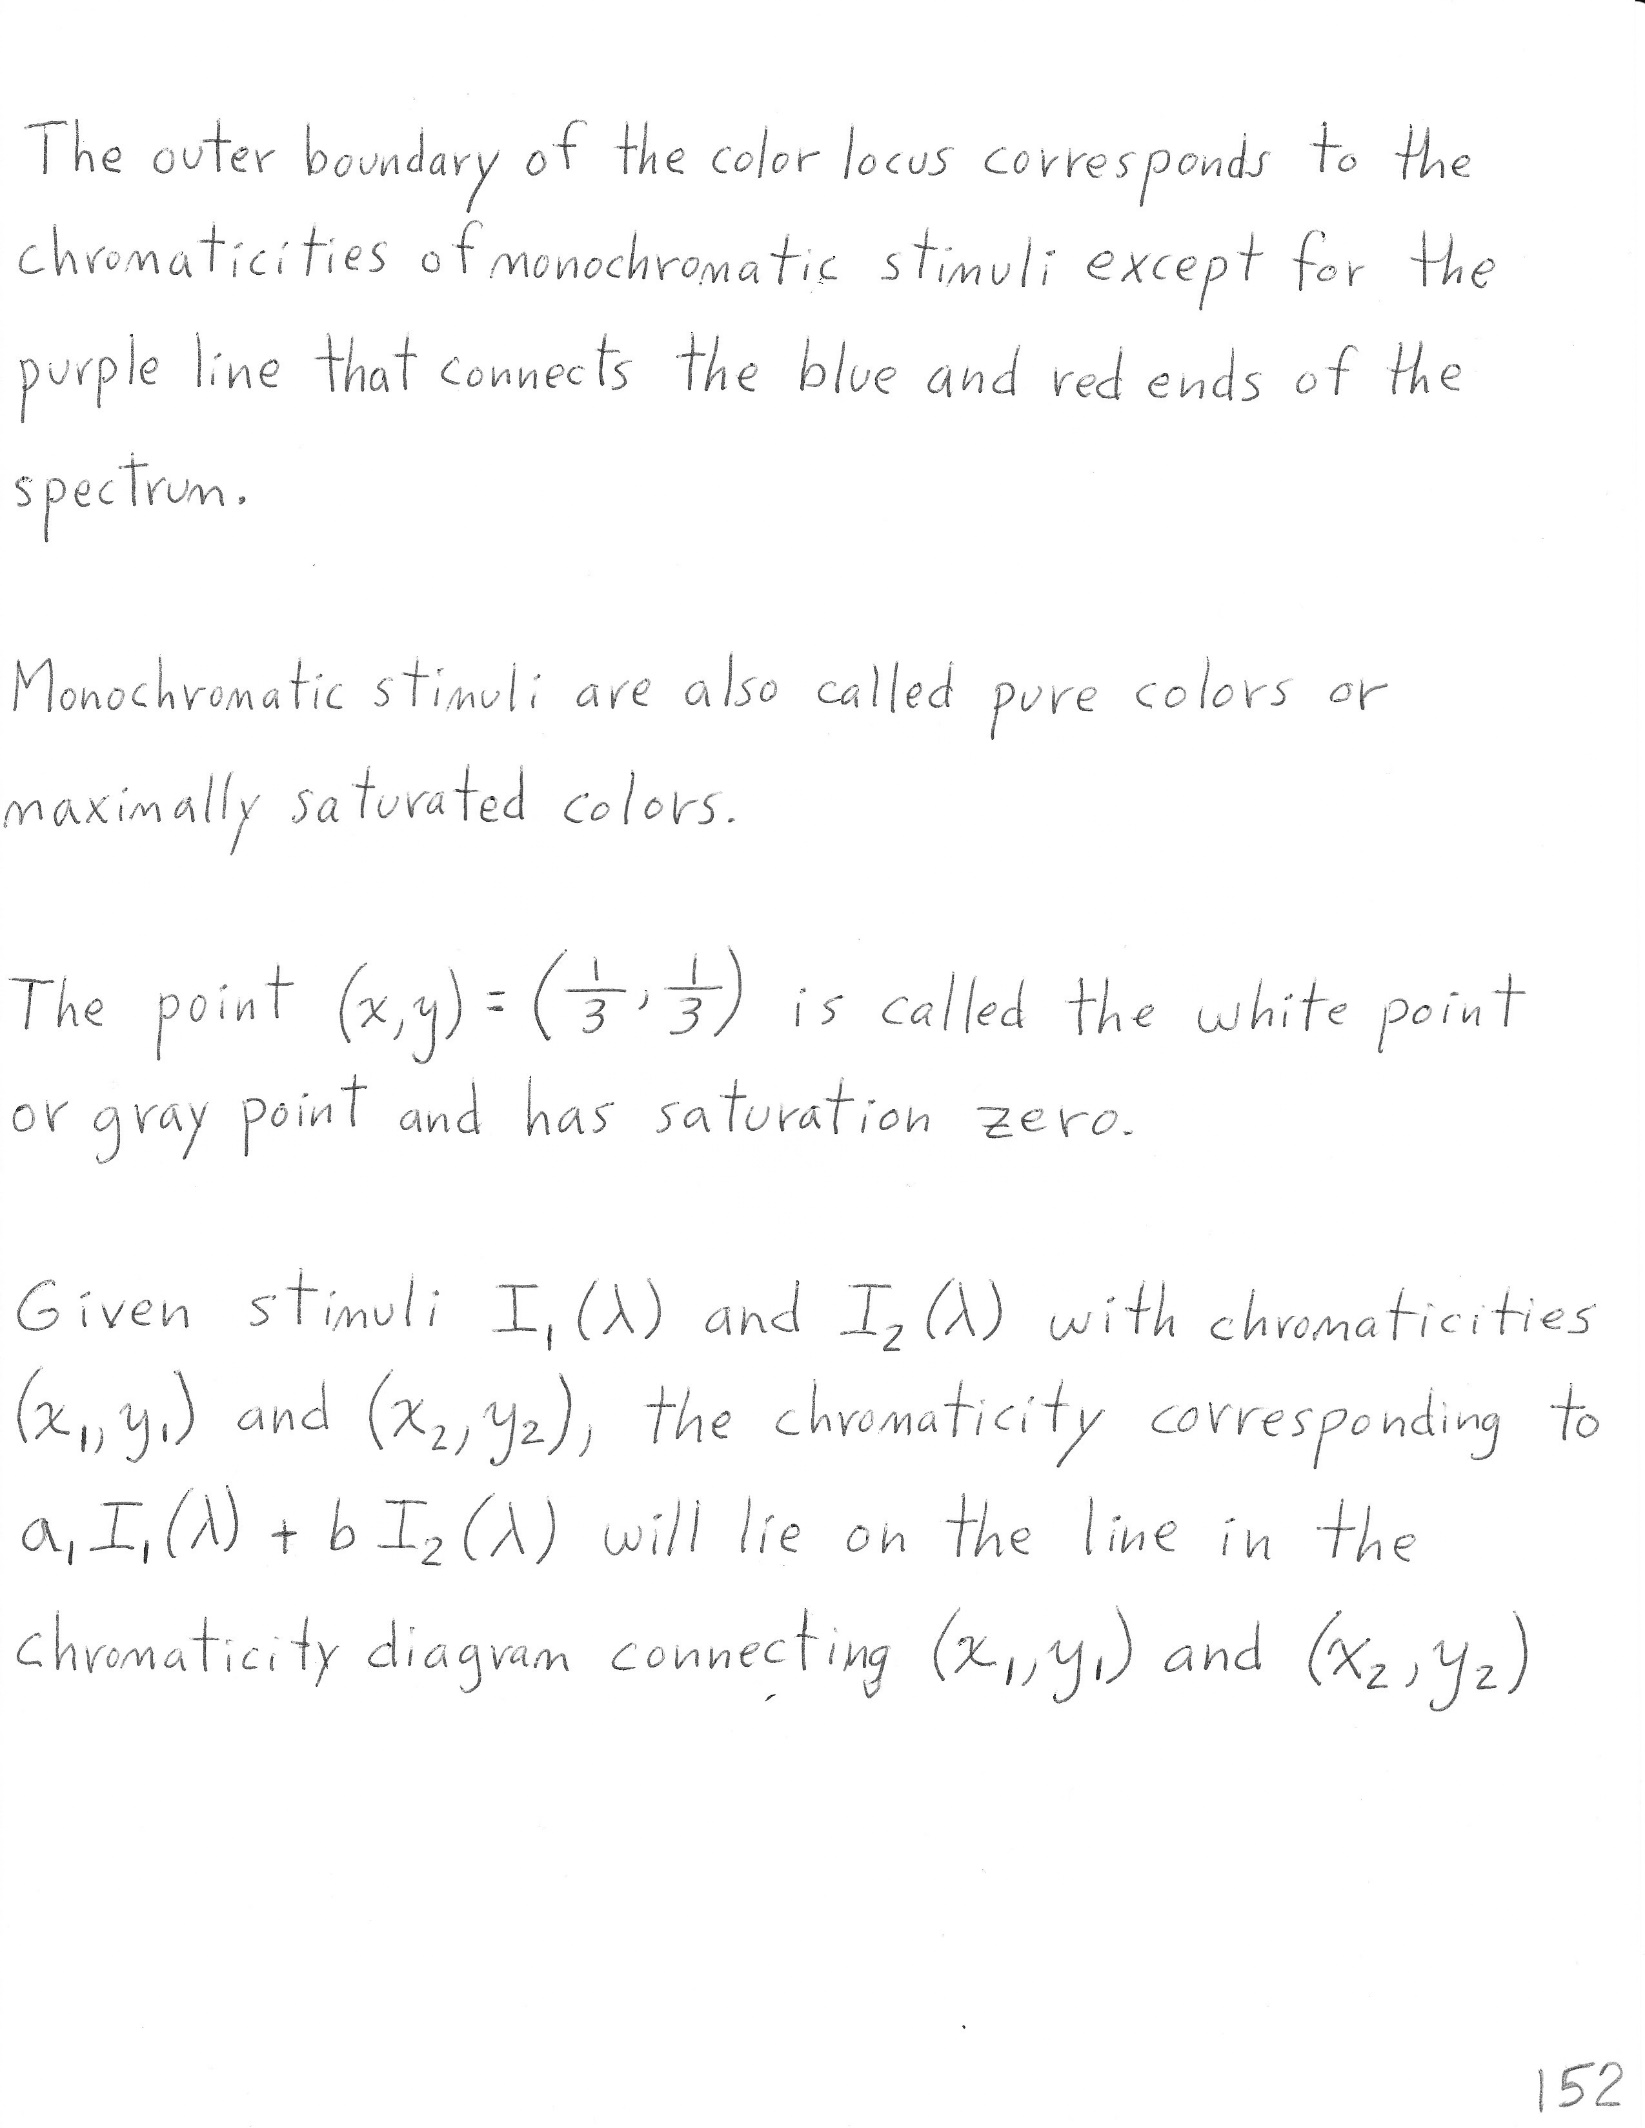 The outer boundary of the color locus corresponds to the
chromaticities of monochromatic stimuli except for the
purple line that connects the blue and red ends of the
spectrum.
Monochromatic stimuli are also called pure colors or
maximally saturated colors.
The point (x,y) = (1/3, 1/3) is called the white point
or gray point and has saturation zero.
Given stimuli I₁(λ) and I₂(λ) with chromaticities
(x₁, y₁) and (x₂, y₂), the chromaticity corresponding to
a₁ I₁(λ) + b I₂(λ) will lie on the line in the
chromaticity diagram connecting (x₁, y₁) and (x₂, y₂)
152